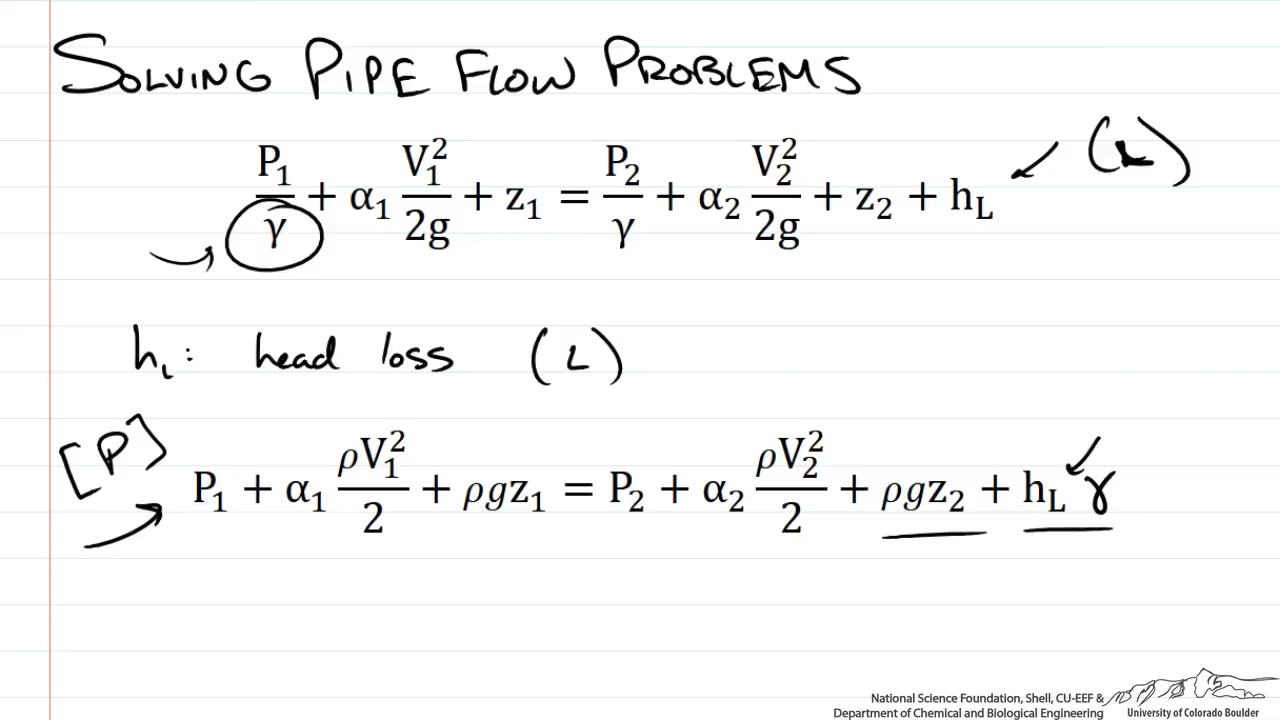 SOLVING PIPE FLOW PROBLEMS
P₁/γ + α₁ V₁²/2g + z₁ = P₂/γ + α₂ V₂²/2g + z₂ + h_L (L)
h_L: head loss (L)
[P]
P₁ + α₁ ρV₁²/2 + ρgz₁ = P₂ + α₂ ρV₂²/2 + ρgz₂ + h_L γ
National Science Foundation, Shell, CU-EEF &
Department of Chemical and Biological Engineering
University of Colorado Boulder